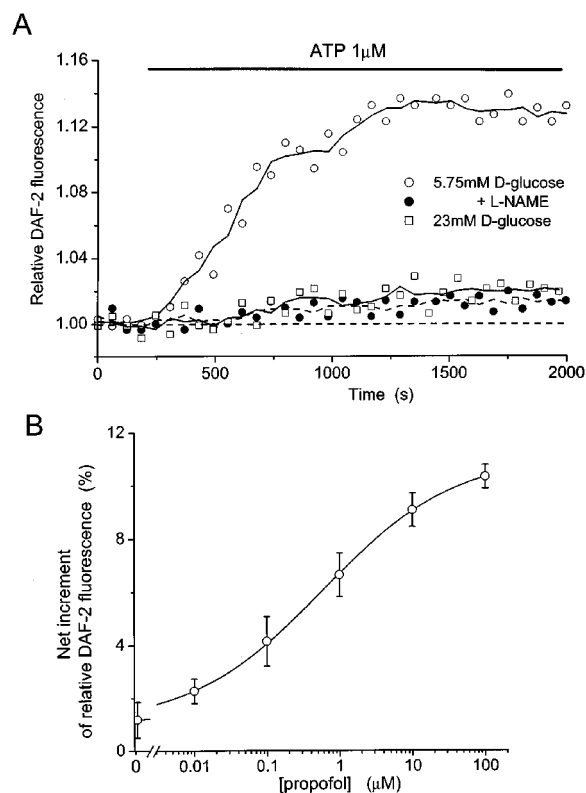 A
ATP 1μM
1.16
1.12
1.08
1.04
1.00
Relative DAF-2 fluorescence
5.75mM D-glucose
+ L-NAME
23mM D-glucose
0
500
1000
1500
2000
Time (s)
B
12
8
4
0
Net increment
of relative DAF-2 fluorescence (%)
0
0.01
0.1
1
10
100
[propofol] (μM)